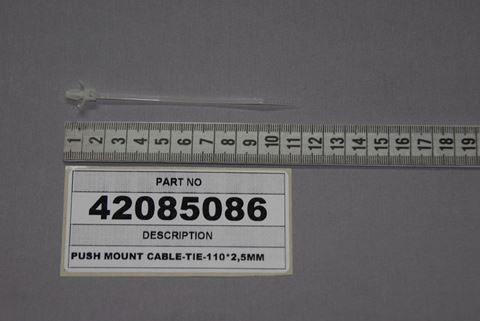 1 2 3 4 5 6 7 8 9 10 11 12 13 14 15 16 17 18 19
PART NO
42085086
DESCRIPTION
PUSH MOUNT CABLE-TIE-110*2,5MM